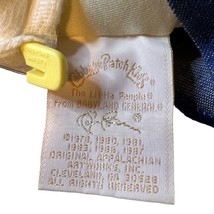 Cabbage Patch Kids
The Little People
From BABYLAND GENERAL
©1978, 1980, 1981,
1983, 1986, 1987,
ORIGINAL APPALACHIAN
ARTWORKS, INC.
CLEVELAND, GA 30528
ALL RIGHTS RESERVED